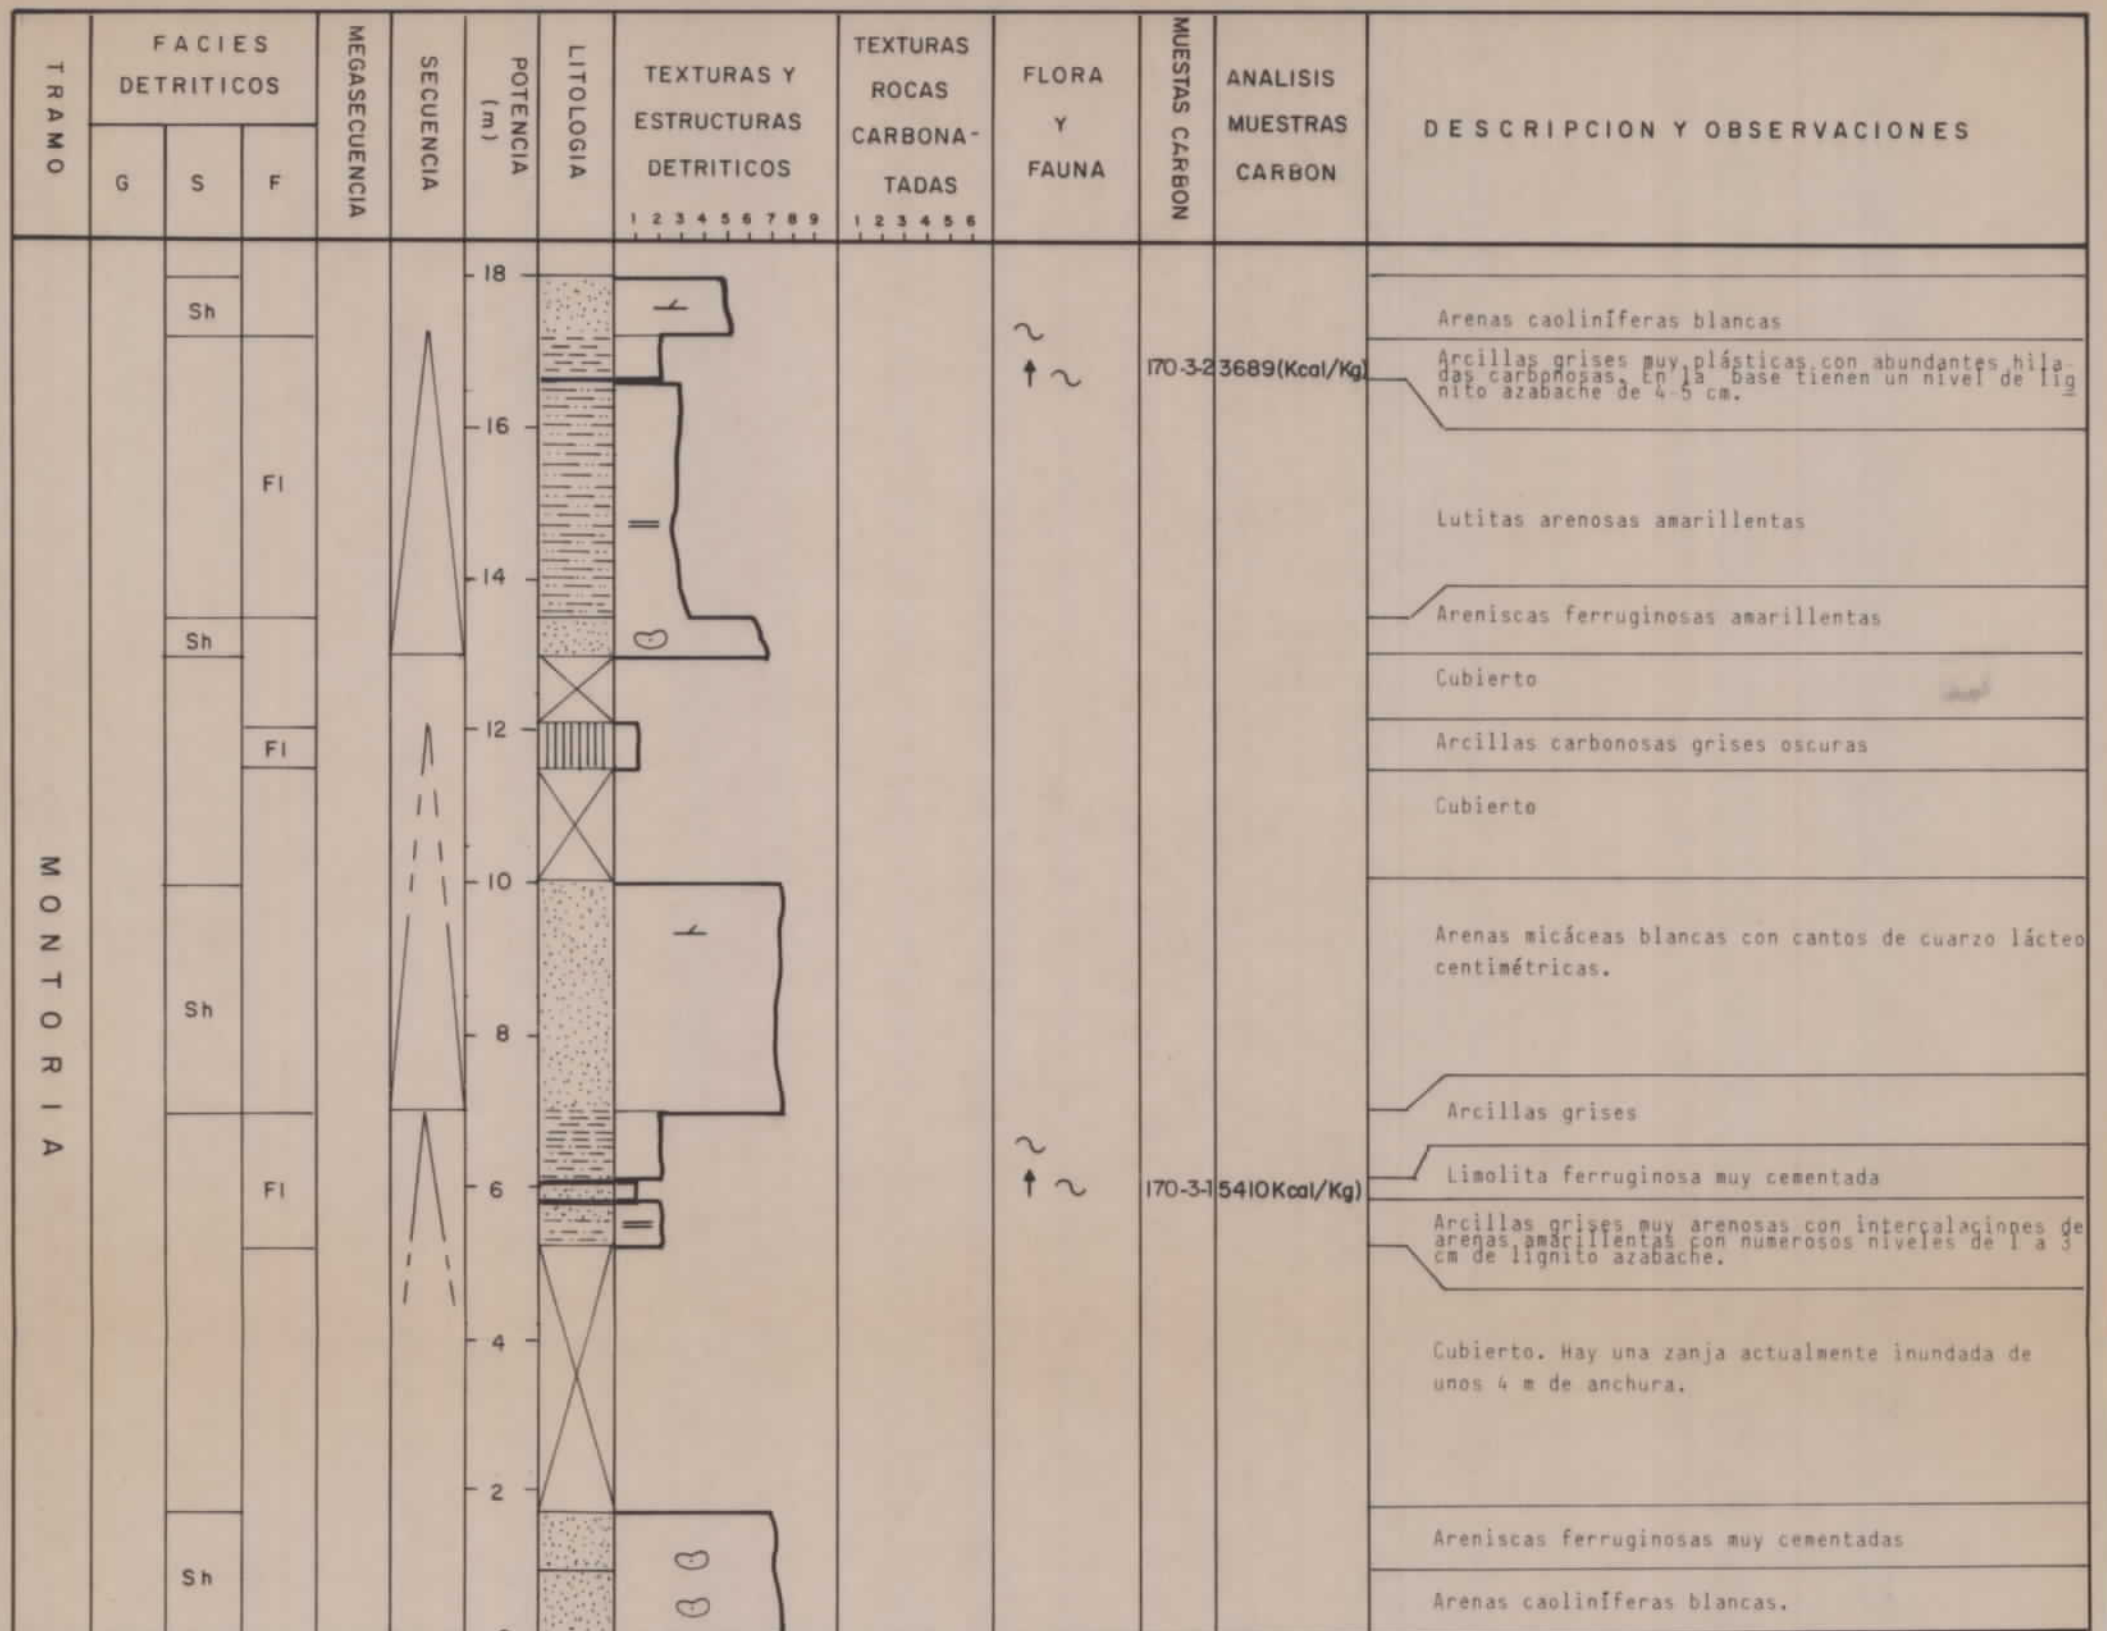 TRAMO
FACIES
DETRITICOS
G S F
MEGASECUENCIA
SECUENCIA
POTENCIA
(m)
LITOLOGIA
TEXTURAS Y
ESTRUCTURAS
DETRITICOS
1 2 3 4 5 6 7 8 9
TEXTURAS
ROCAS
CARBONA-
TADAS
1 2 3 4 5 6
FLORA
Y
FAUNA
MUESTAS CARBON
ANALISIS
MUESTRAS
CARBON
DESCRIPCION Y OBSERVACIONES
MONTORIA
18
Sh
Arenas caoliníferas blancas
170-3-2 3689(Kcal/Kg)
Arcillas grises muy plásticas con abundantes hila-
das carbonosas. En la base tienen un nivel de lig
nito azabache de 4-5 cm.
16
Fl
Lutitas arenosas amarillentas
14
Sh
Areniscas ferruginosas amarillentas
Cubierto
12
Fl
Arcillas carbonosas grises oscuras
Cubierto
10
Arenas micáceas blancas con cantos de cuarzo lácteo
centimétricas.
Sh
8
Arcillas grises
6
Fl
170-3-1 5410Kcal/Kg)
Limolita ferruginosa muy cementada
Arcillas grises muy arenosas con intercalacinnes de
arenas amarillentas con numerosos niveles de 1 a 3
cm de lignito azabache.
4
Cubierto. Hay una zanja actualmente inundada de
unos 4 m de anchura.
2
Areniscas ferruginosas muy cementadas
Sh
Arenas caoliníferas blancas.